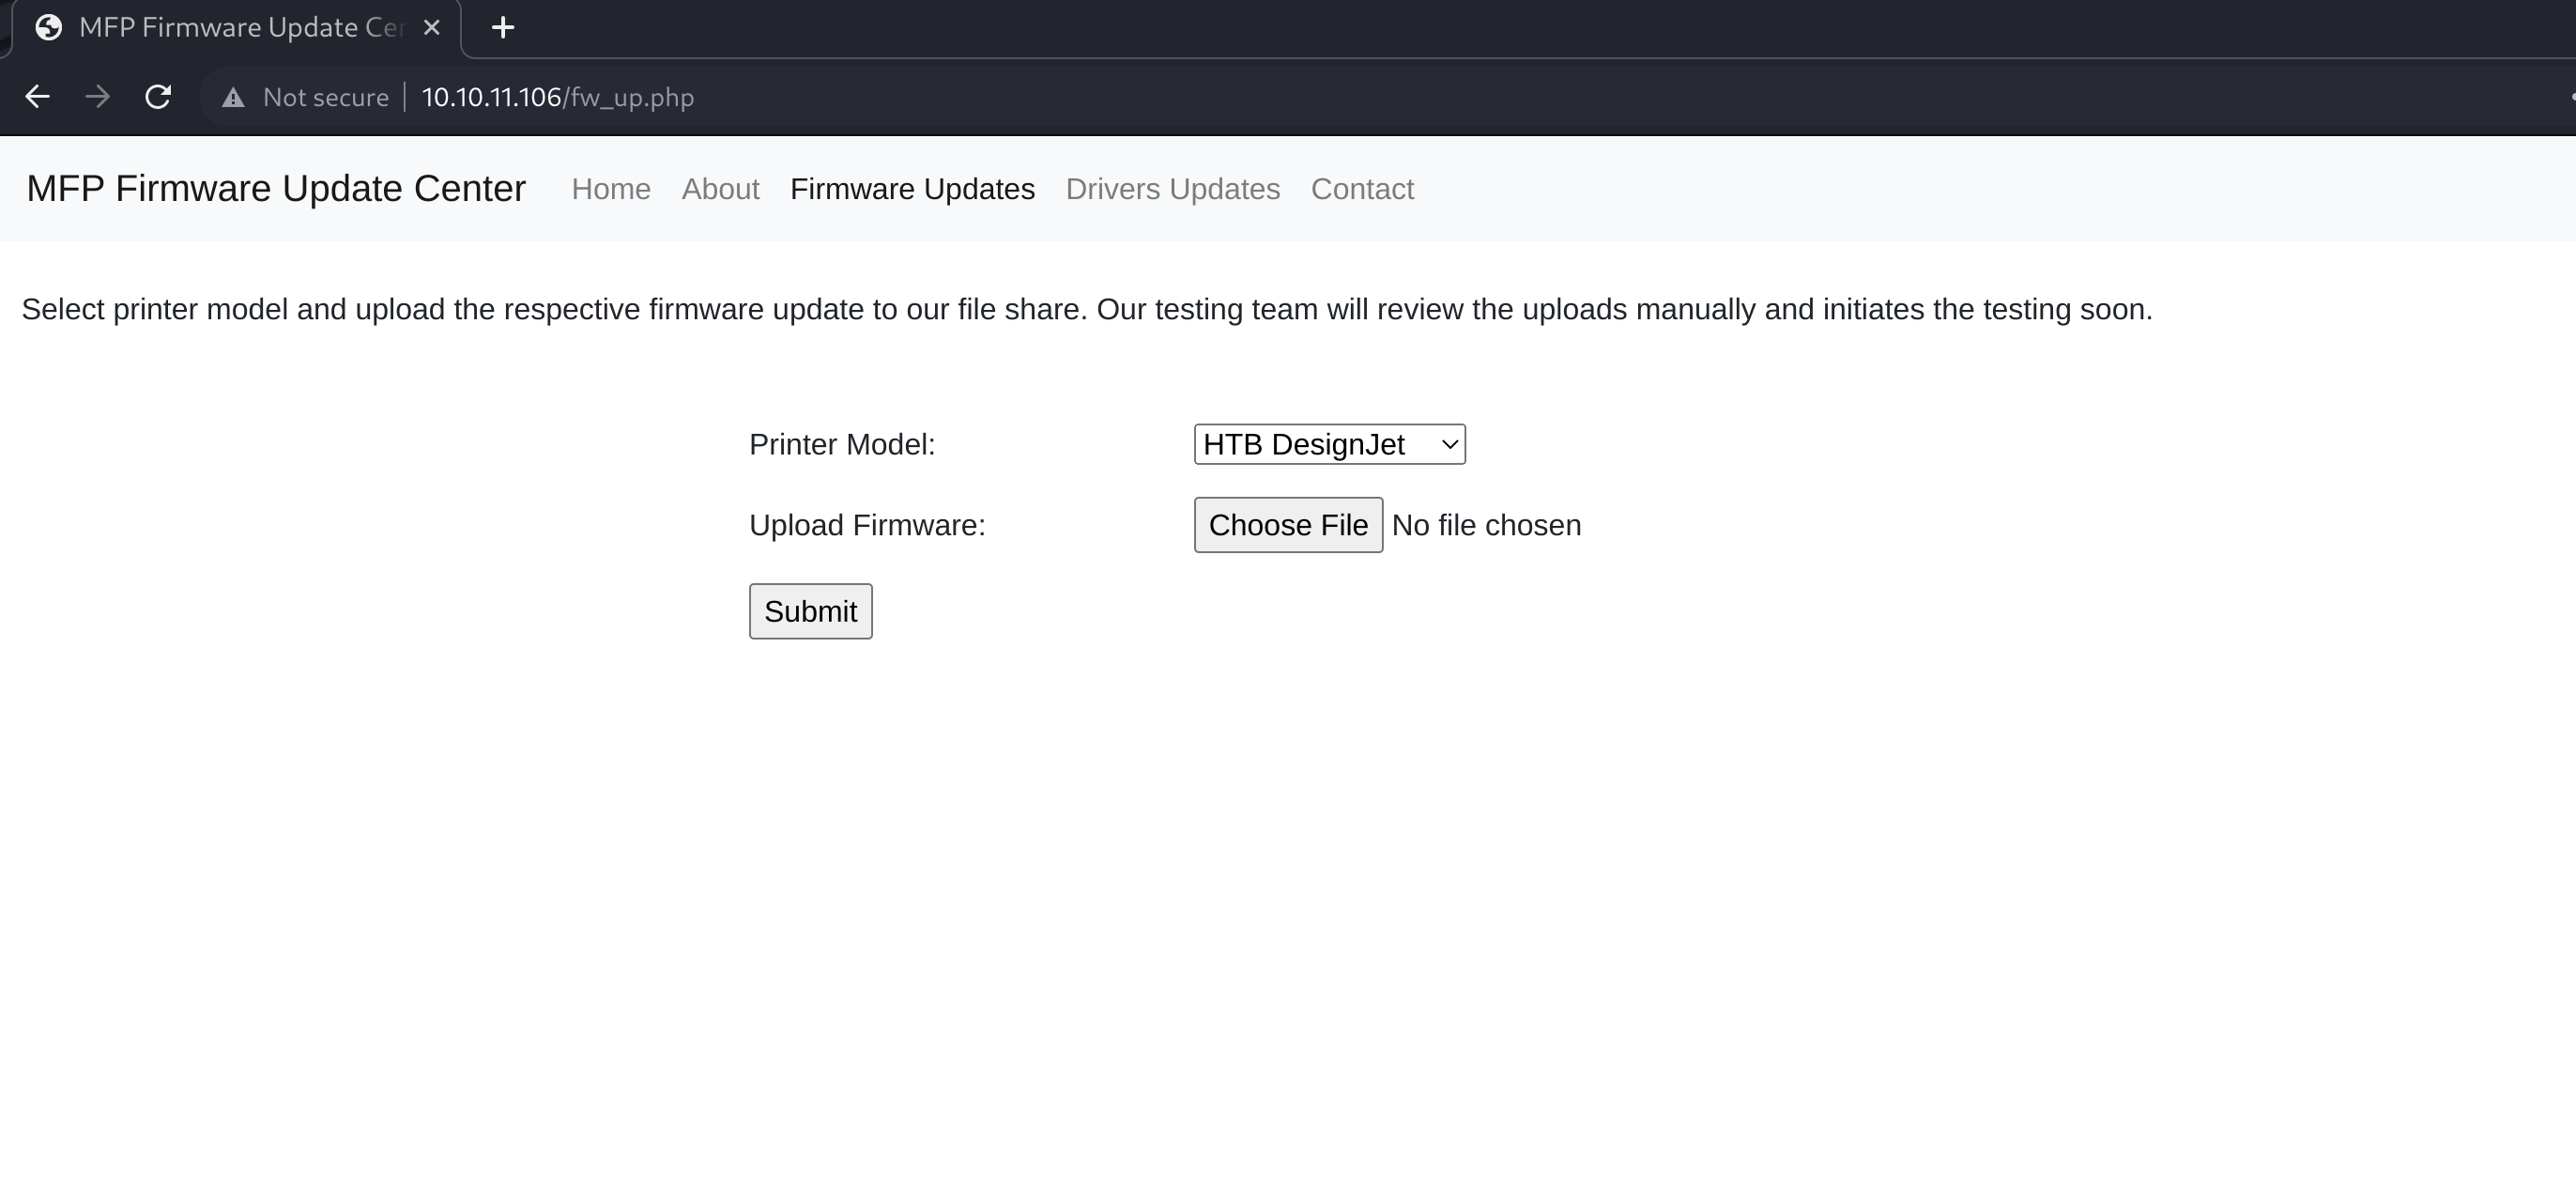 MFP Firmware Update Cer
Not secure 10.10.11.106/fw_up.php
MFP Firmware Update Center Home About Firmware Updates Drivers Updates Contact
Select printer model and upload the respective firmware update to our file share. Our testing team will review the uploads manually and initiates the testing soon.
Printer Model: HTB DesignJet
Upload Firmware: Choose File No file chosen
Submit